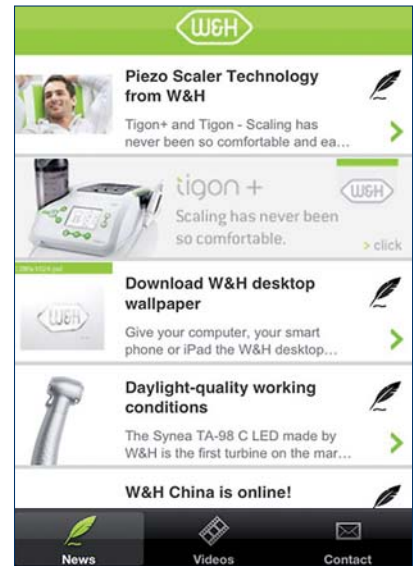 W&H
Piezo Scaler Technology
from W&H
Tigon+ and Tigon - Scaling has
never been so comfortable and ea...
tigon +
W&H
Scaling has never been
so comfortable.
> click
Download W&H desktop
wallpaper
W&H
Give your computer, your smart
phone or iPad the W&H desktop...
Daylight-quality working
conditions
The Synea TA-98 C LED made by
W&H is the first turbine on the mar...
W&H China is online!
News
Videos
Contact